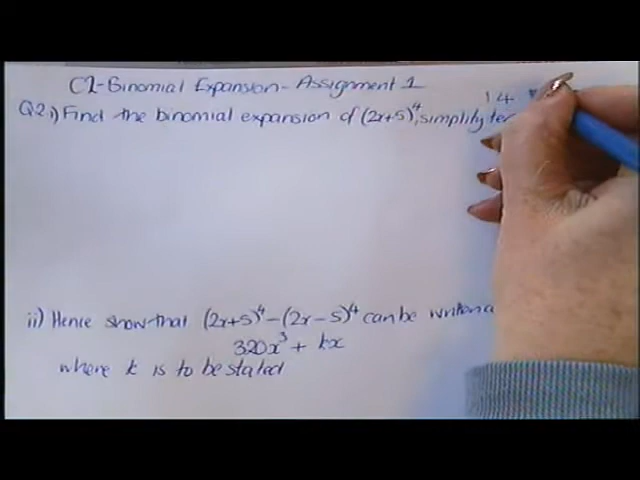 C2-Binomial Expansion - Assignment 1
14
Q2.i) Find the binomial expansion of (2x+5)⁴, simplify
ii) Hence show that (2x+5)⁴ - (2x-5)⁴ can be written
320x³ + kx
where k is to be stated